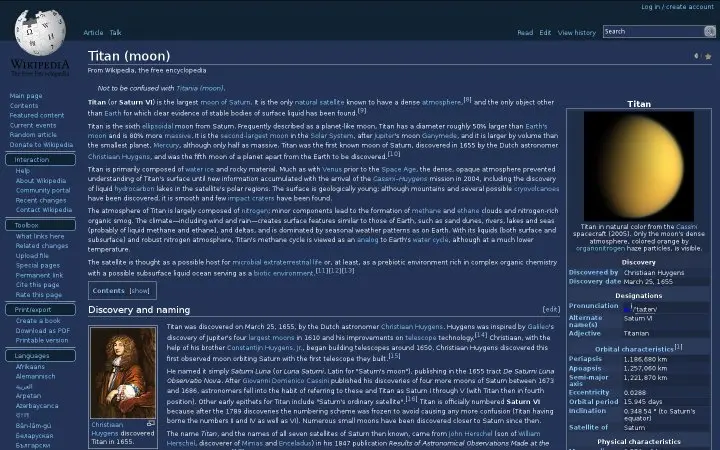 Log in / create account
WIKIPEDIA
The Free Encyclopedia
Article Talk
Read Edit View history
Search
Main page
Contents
Featured content
Current events
Random article
Donate to Wikipedia
Interaction
Help
About Wikipedia
Community portal
Recent changes
Contact Wikipedia
Toolbox
What links here
Related changes
Upload file
Special pages
Permanent link
Cite this page
Rate this page
Print/export
Create a book
Download as PDF
Printable version
Languages
Afrikaans
Alemannisch
العربية
Azərbaycanca
বাংলা
Bân-lâm-gú
Беларуская
Български
Titan (moon)
From Wikipedia, the free encyclopedia
Not to be confused with Titania (moon).
Titan (or Saturn VI) is the largest moon of Saturn. It is the only natural satellite known to have a dense atmosphere,[8] and the only object other
than Earth for which clear evidence of stable bodies of surface liquid has been found.[9]
Titan is the sixth ellipsoidal moon from Saturn. Frequently described as a planet-like moon, Titan has a diameter roughly 50% larger than Earth's
moon and is 80% more massive. It is the second-largest moon in the Solar System, after Jupiter's moon Ganymede, and it is larger by volume than
the smallest planet, Mercury, although only half as massive. Titan was the first known moon of Saturn, discovered in 1655 by the Dutch astronomer
Christiaan Huygens, and was the fifth moon of a planet apart from the Earth to be discovered.[10]
Titan is primarily composed of water ice and rocky material. Much as with Venus prior to the Space Age, the dense, opaque atmosphere prevented
understanding of Titan's surface until new information accumulated with the arrival of the Cassini–Huygens mission in 2004, including the discovery
of liquid hydrocarbon lakes in the satellite's polar regions. The surface is geologically young; although mountains and several possible cryovolcanoes
have been discovered, it is smooth and few impact craters have been found.
The atmosphere of Titan is largely composed of nitrogen; minor components lead to the formation of methane and ethane clouds and nitrogen-rich
organic smog. The climate—including wind and rain—creates surface features similar to those of Earth, such as sand dunes, rivers, lakes and seas
(probably of liquid methane and ethane), and deltas, and is dominated by seasonal weather patterns as on Earth. With its liquids (both surface and
subsurface) and robust nitrogen atmosphere, Titan's methane cycle is viewed as an analog to Earth's water cycle, although at a much lower
temperature.
The satellite is thought as a possible host for microbial extraterrestrial life or, at least, as a prebiotic environment rich in complex organic chemistry
with a possible subsurface liquid ocean serving as a biotic environment.[11][12][13]
Contents [show]
Discovery and naming [edit]
Christiaan
Huygens discovered
Titan in 1655.
Titan was discovered on March 25, 1655, by the Dutch astronomer Christiaan Huygens. Huygens was inspired by Galileo's
discovery of Jupiter's four largest moons in 1610 and his improvements on telescope technology.[14] Christiaan, with the
help of his brother Constantijn Huygens, Jr., began building telescopes around 1650. Christiaan Huygens discovered this
first observed moon orbiting Saturn with the first telescope they built.[15]
He named it simply Saturni Luna (or Luna Saturni, Latin for "Saturn's moon"), publishing in the 1655 tract De Saturni Luna
Observatio Nova. After Giovanni Domenico Cassini published his discoveries of four more moons of Saturn between 1673
and 1686, astronomers fell into the habit of referring to these and Titan as Saturn I through V (with Titan then in fourth
position). Other early epithets for Titan include "Saturn's ordinary satellite".[16] Titan is officially numbered Saturn VI
because after the 1789 discoveries the numbering scheme was frozen to avoid causing any more confusion (Titan having
borne the numbers II and IV as well as VI). Numerous small moons have been discovered closer to Saturn since then.
The name Titan, and the names of all seven satellites of Saturn then known, came from John Herschel (son of William
Herschel, discoverer of Mimas and Enceladus) in his 1847 publication Results of Astronomical Observations Made at the
Titan
Titan in natural color from the Cassini
spacecraft (2005). Only the moon's dense
atmosphere, colored orange by
organonitrogen haze particles, is visible.
Discovery
Discovered by Christiaan Huygens
Discovery date March 25, 1655
Designations
Pronunciation /ˈtaɪtən/
Alternate name(s) Saturn VI
Adjective Titanian
Orbital characteristics[1]
Periapsis 1,186,680 km
Apoapsis 1,257,060 km
Semi-major axis 1,221,870 km
Eccentricity 0.0288
Orbital period 15.945 days
Inclination 0.348 54 ° (to Saturn's equator)
Satellite of Saturn
Physical characteristics